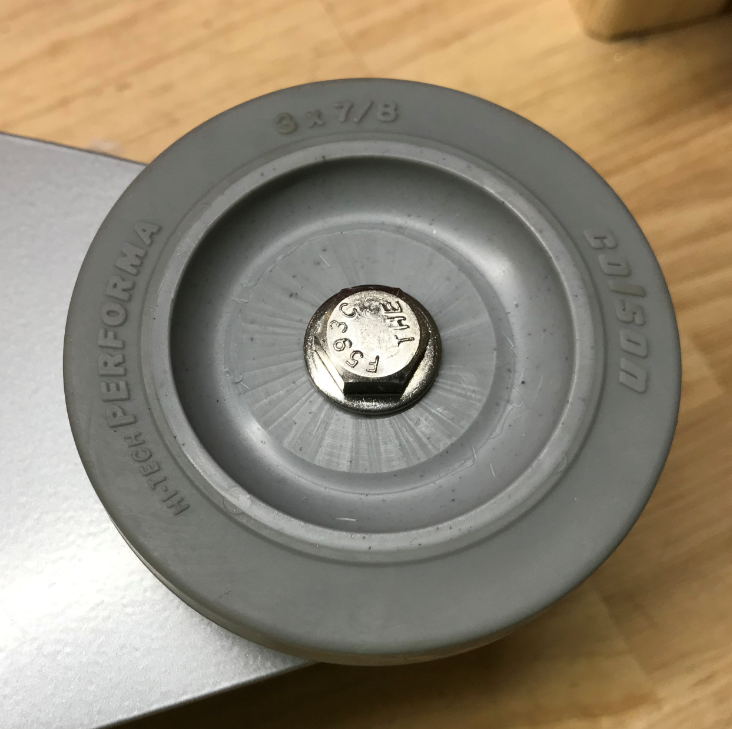 3 x 7/8
colson
HI-TECH PERFORMA
F593C
THE